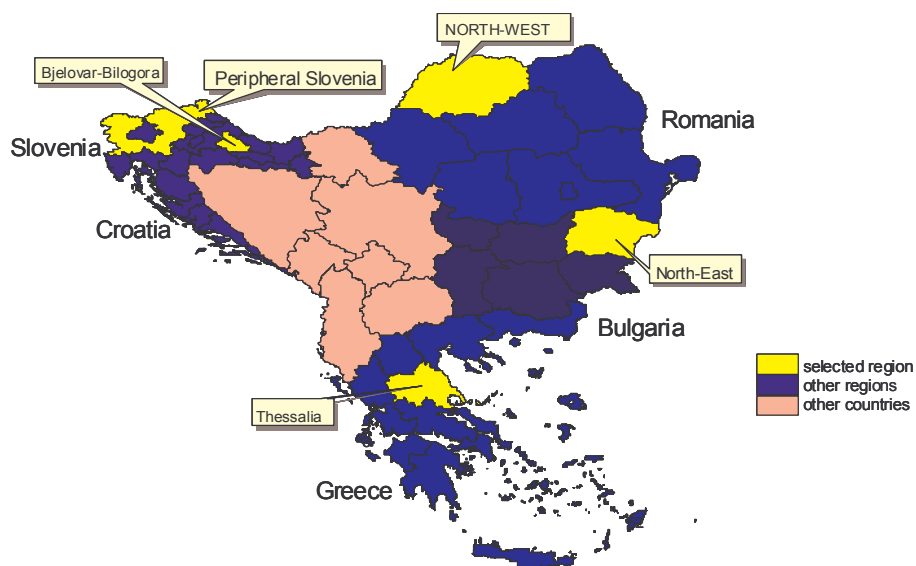 NORTH-WEST
Bjelovar-Bilogora
Peripheral Slovenia
Romania
Slovenia
Croatia
North-East
Bulgaria
selected region
other regions
other countries
Thessalia
Greece